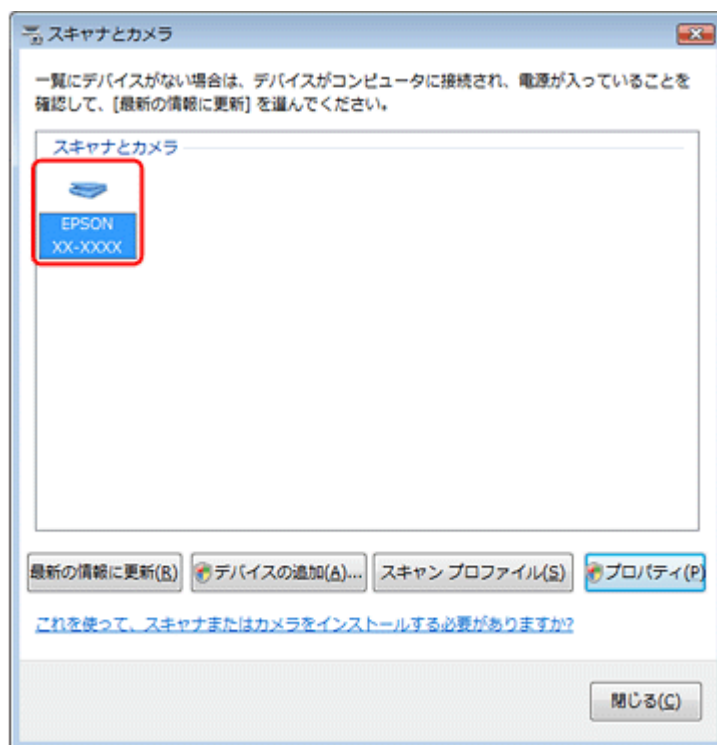 スキャナとカメラ
一覧にデバイスがない場合は、デバイスがコンピュータに接続され、電源が入っていることを
確認して、[最新の情報に更新] を選んでください。
スキャナとカメラ
EPSON
XX-XXXX
最新の情報に更新(R)
デバイスの追加(A)...
スキャン プロファイル(S)
プロパティ(P)
これを使って、スキャナまたはカメラをインストールする必要がありますか?
閉じる(C)